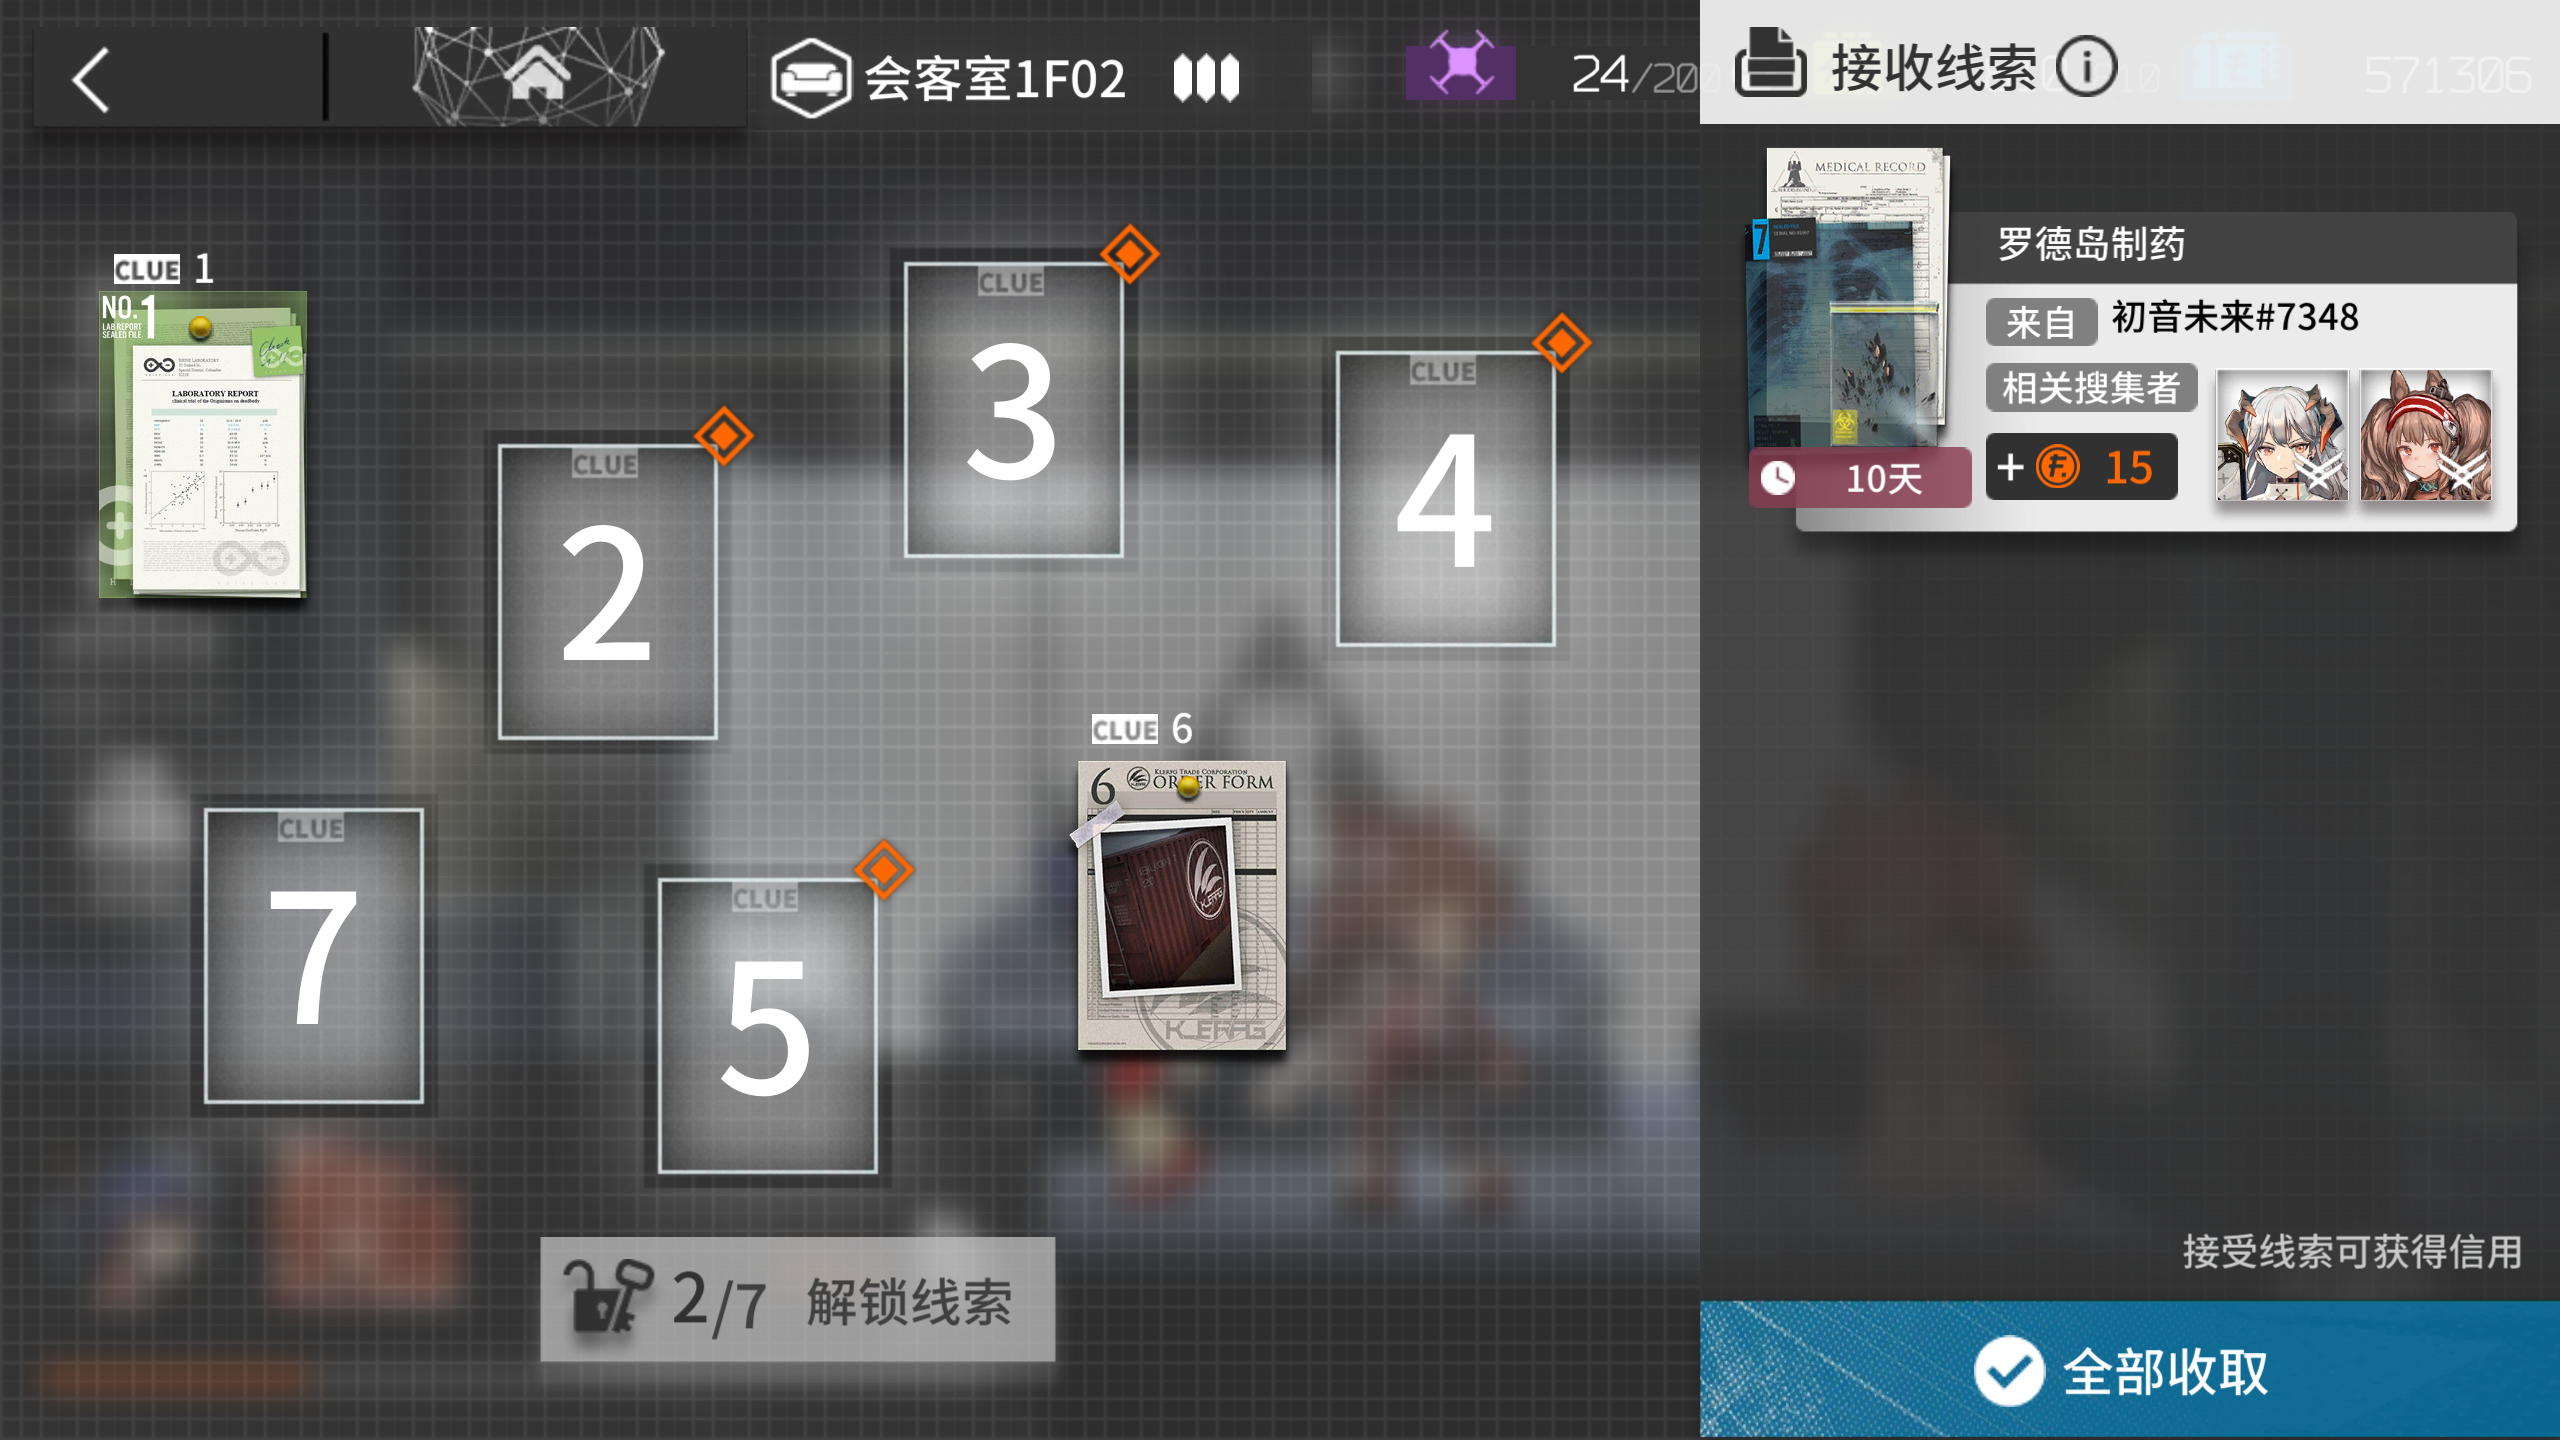 会客室1F02
24/200
接收线索
571306
CLUE 1
NO.1
LAB REPORT
SEALED FILE
LABORATORY REPORT
CLUE
2
CLUE
3
CLUE
4
CLUE
7
CLUE
5
CLUE 6
6
KLERPG TRADE CORPORATION
ORDER FORM
2/7 解锁线索
MEDICAL RECORD
7
罗德岛制药
来自 初音未来#7348
相关搜集者
10天
+ 15
接受线索可获得信用
全部收取